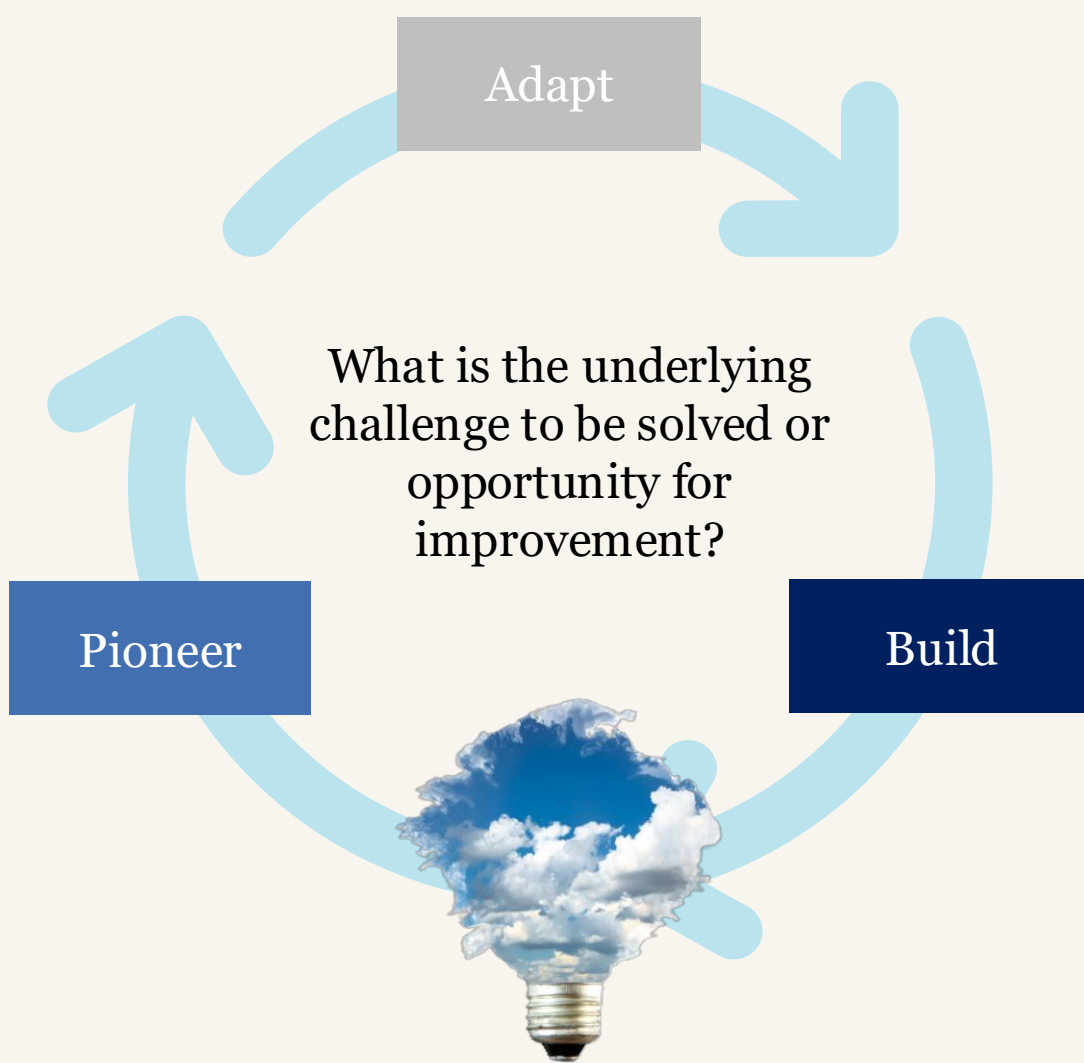 Adapt
What is the underlying
challenge to be solved or
opportunity for
improvement?
Pioneer
Build